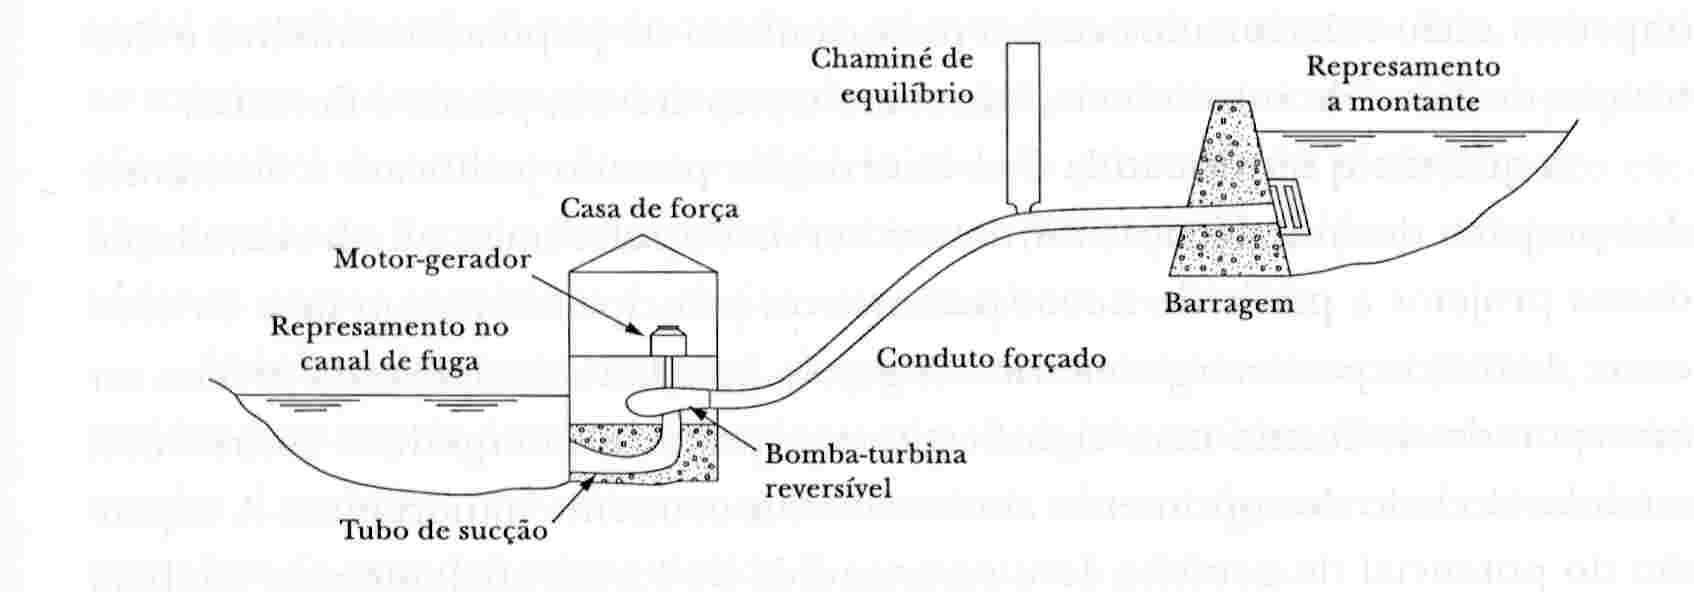 Chaminé de
equilíbrio
Represamento
a montante
Casa de força
Motor-gerador
Represamento no
canal de fuga
Barragem
Conduto forçado
Bomba-turbina
reversível
Tubo de sucção